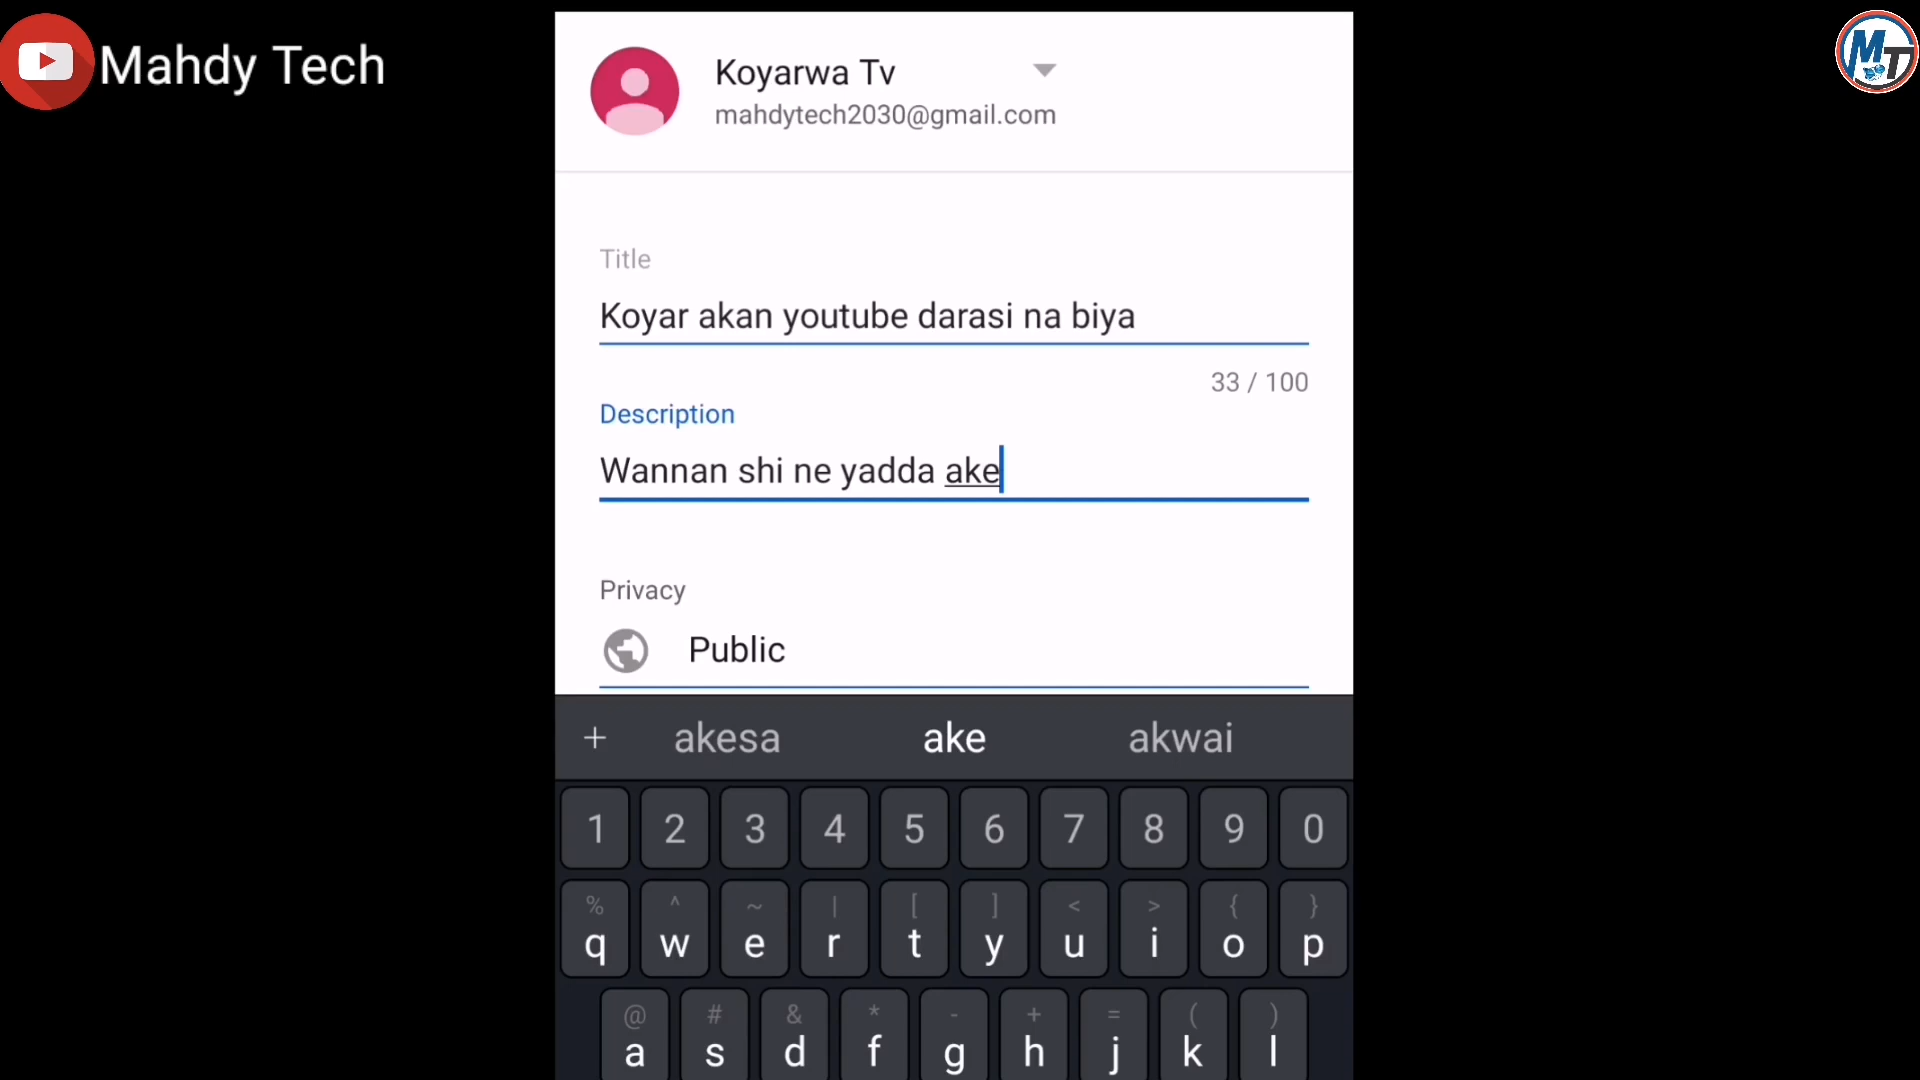 Mahdy Tech
MT
Koyarwa Tv
mahdytech2030@gmail.com
Title
Koyar akan youtube darasi na biya
33 / 100
Description
Wannan shi ne yadda ake
Privacy
Public
+ akesa ake akwai
1 2 3 4 5 6 7 8 9 0
% ^ ~ | [ ] < > { }
q w e r t y u i o p
@ # & * - + = ( )
a s d f g h j k l